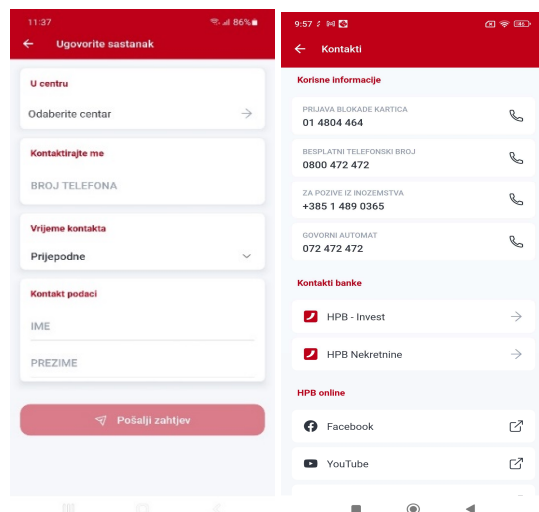 11:37
86%
Ugovorite sastanak
U centru
Odaberite centar
Kontaktirajte me
BROJ TELEFONA
Vrijeme kontakta
Prijepodne
Kontakt podaci
IME
PREZIME
Pošalji zahtjev
9:57
Kontakti
Korisne informacije
PRIJAVA BLOKADE KARTICA
01 4804 464
BESPLATNI TELEFONSKI BROJ
0800 472 472
ZA POZIVE IZ INOZEMSTVA
+385 1 489 0365
GOVORNI AUTOMAT
072 472 472
Kontakti banke
HPB - Invest
HPB Nekretnine
HPB online
Facebook
YouTube